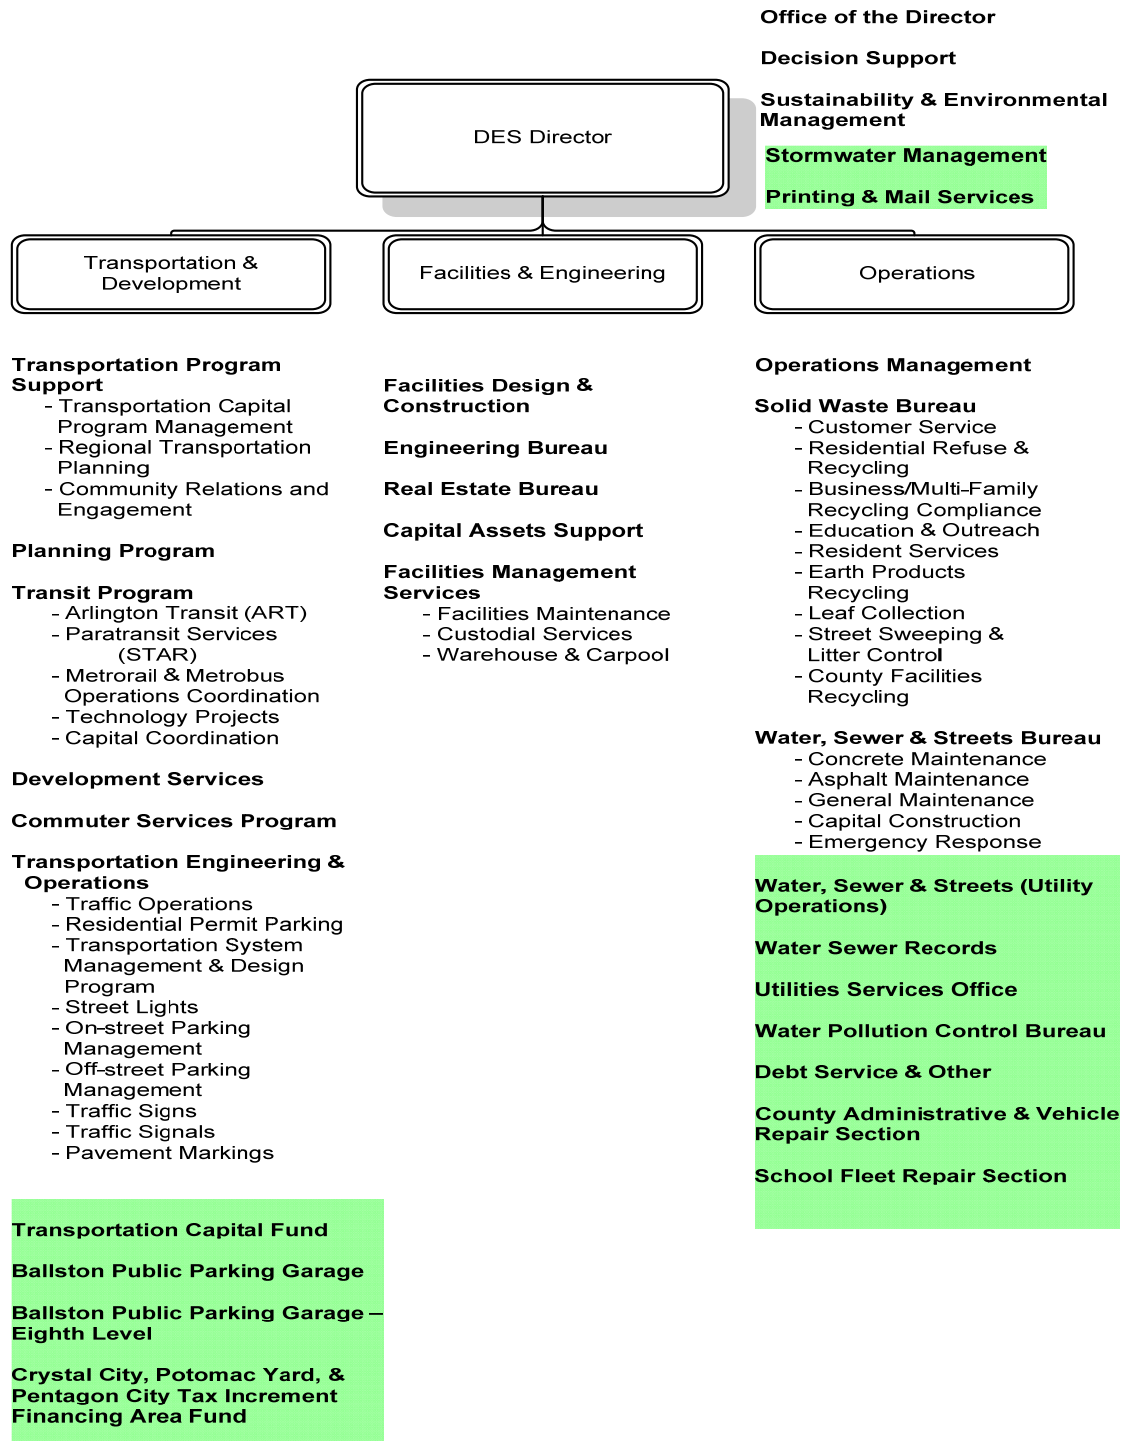 Office of the Director
Decision Support
Sustainability & Environmental
Management
Stormwater Management
Printing & Mail Services
DES Director
Transportation &
Development
Facilities & Engineering
Operations
Transportation Program
Support
- Transportation Capital
Program Management
- Regional Transportation
Planning
- Community Relations and
Engagement
Planning Program
Transit Program
- Arlington Transit (ART)
- Paratransit Services
(STAR)
- Metrorail & Metrobus
Operations Coordination
- Technology Projects
- Capital Coordination
Development Services
Commuter Services Program
Transportation Engineering &
Operations
- Traffic Operations
- Residential Permit Parking
- Transportation System
Management & Design
Program
- Street Lights
- On-street Parking
Management
- Off-street Parking
Management
- Traffic Signs
- Traffic Signals
- Pavement Markings
Transportation Capital Fund
Ballston Public Parking Garage
Ballston Public Parking Garage –
Eighth Level
Crystal City, Potomac Yard, &
Pentagon City Tax Increment
Financing Area Fund
Facilities Design &
Construction
Engineering Bureau
Real Estate Bureau
Capital Assets Support
Facilities Management
Services
- Facilities Maintenance
- Custodial Services
- Warehouse & Carpool
Operations Management
Solid Waste Bureau
- Customer Service
- Residential Refuse &
Recycling
- Business/Multi-Family
Recycling Compliance
- Education & Outreach
- Resident Services
- Earth Products
Recycling
- Leaf Collection
- Street Sweeping &
Litter Control
- County Facilities
Recycling
Water, Sewer & Streets Bureau
- Concrete Maintenance
- Asphalt Maintenance
- General Maintenance
- Capital Construction
- Emergency Response
Water, Sewer & Streets (Utility
Operations)
Water Sewer Records
Utilities Services Office
Water Pollution Control Bureau
Debt Service & Other
County Administrative & Vehicle
Repair Section
School Fleet Repair Section